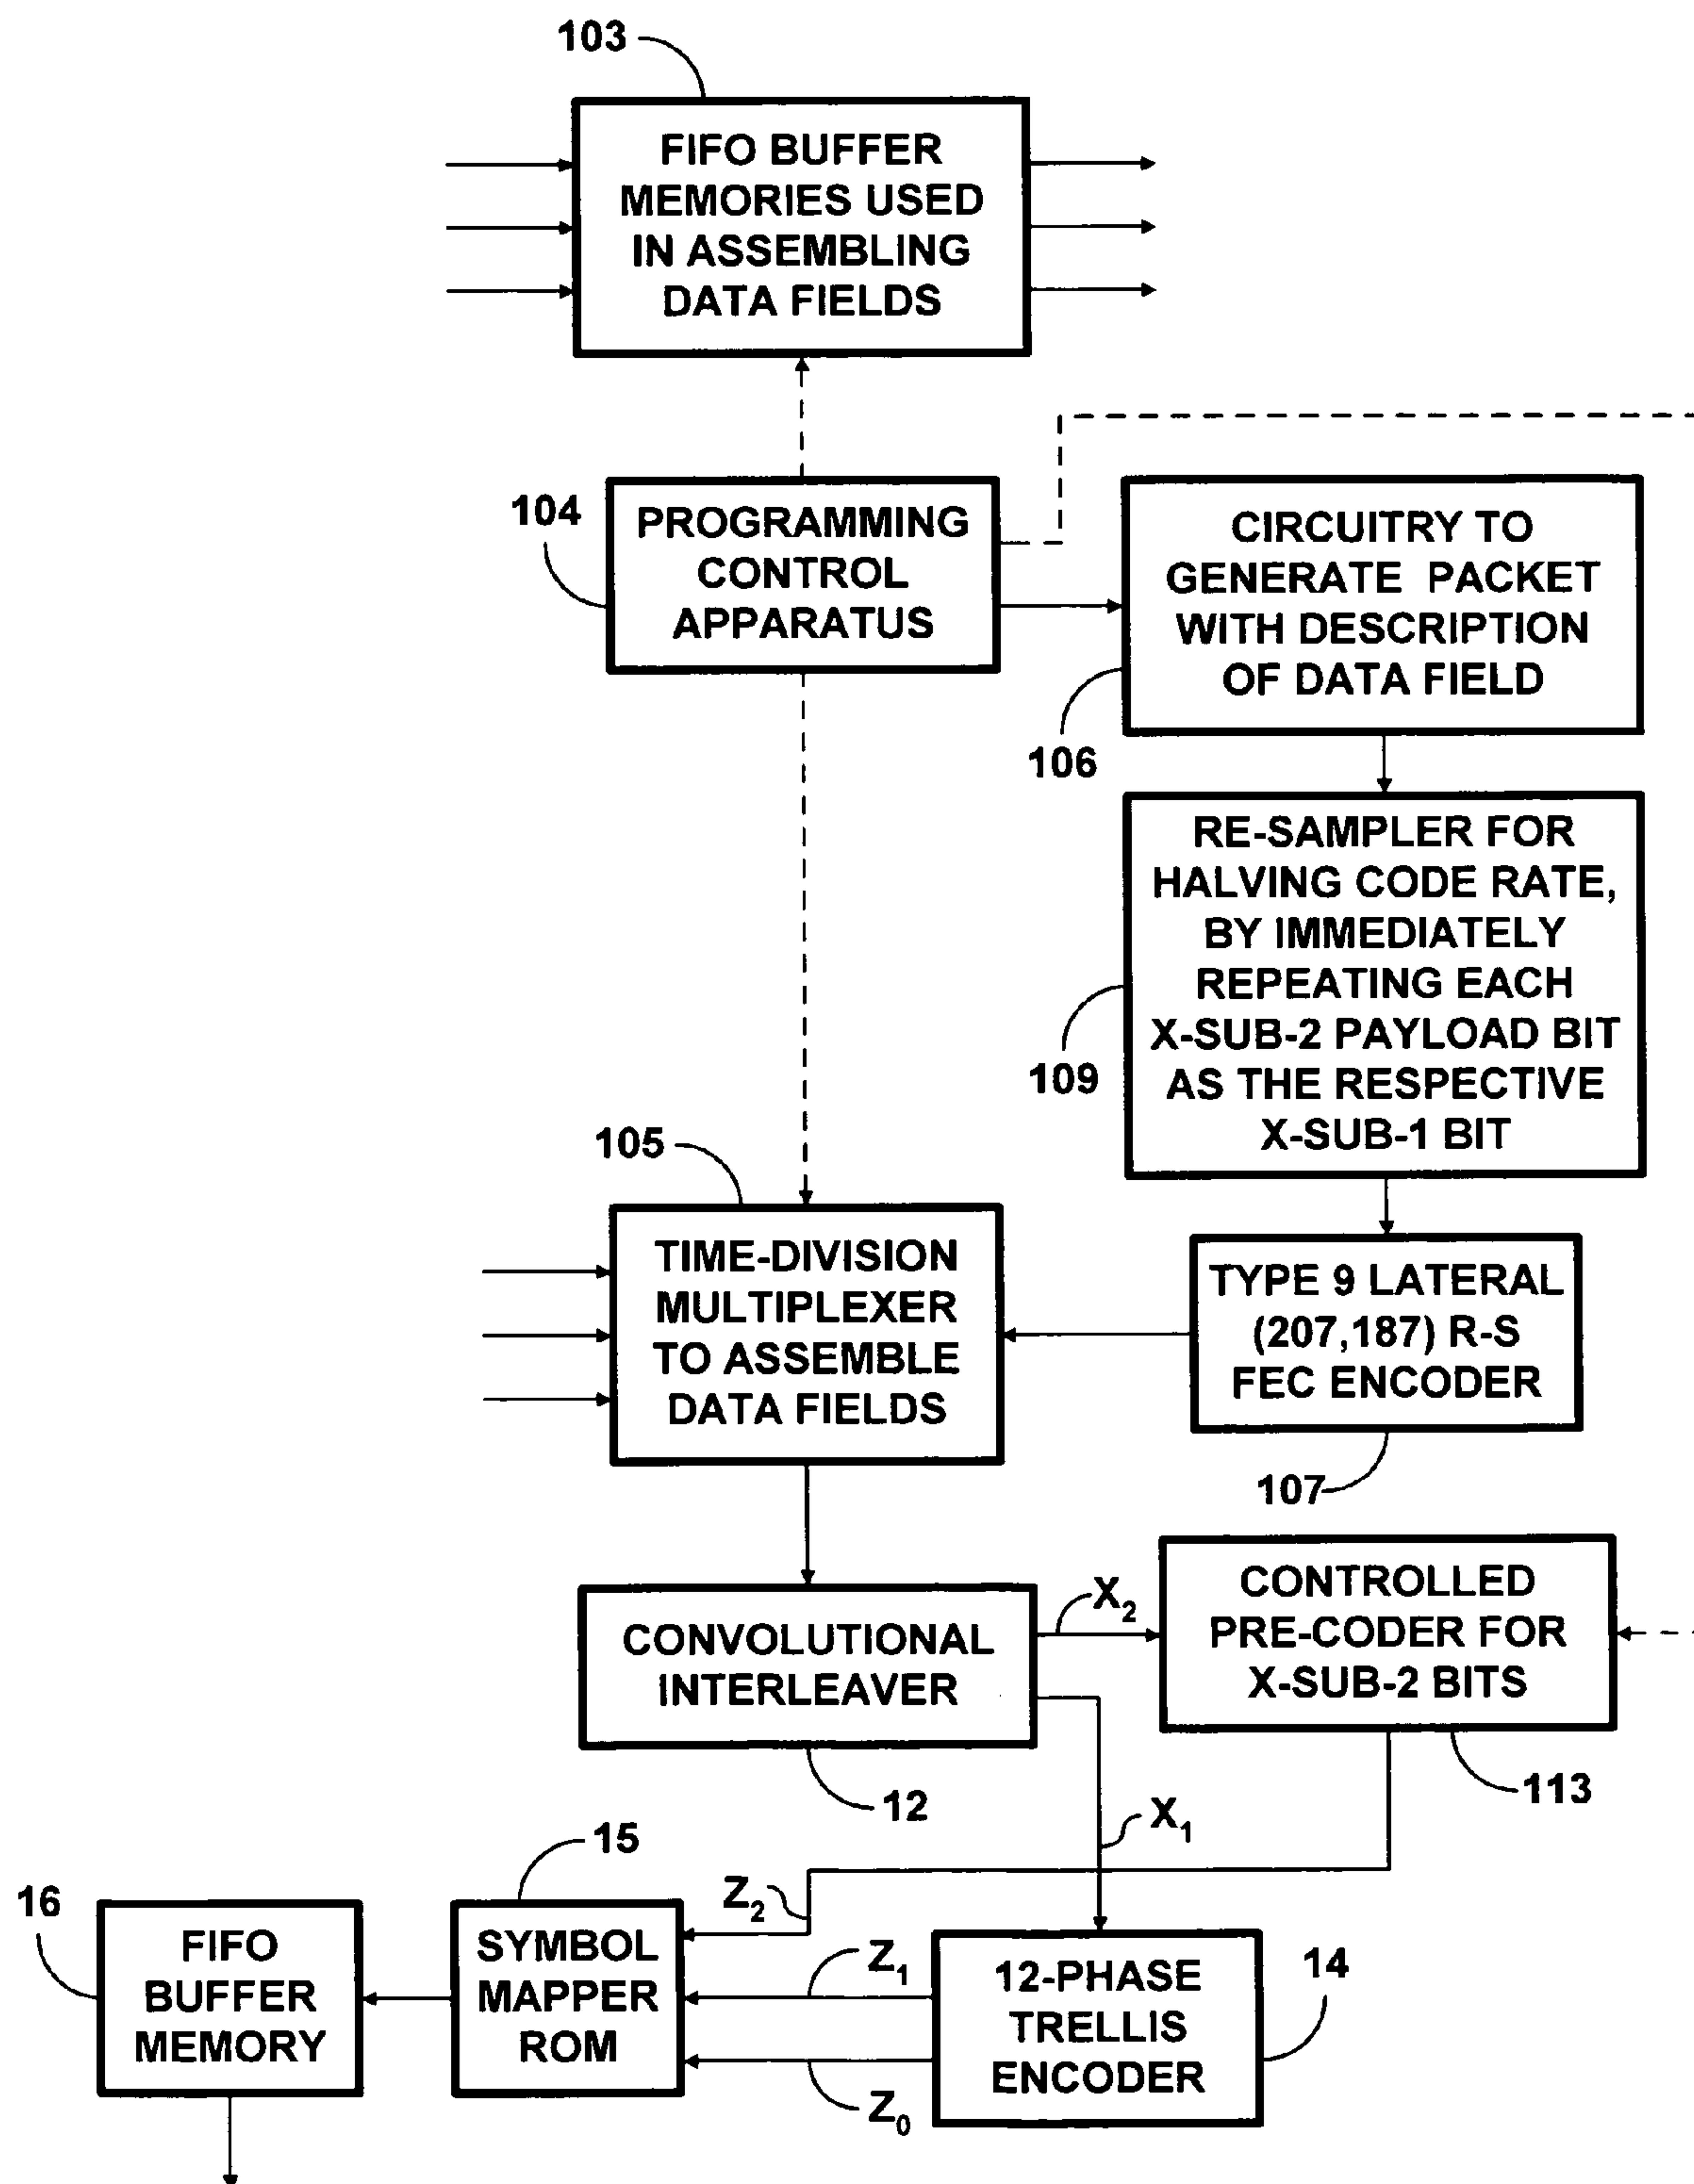 103
FIFO BUFFER
MEMORIES USED
IN ASSEMBLING
DATA FIELDS
104
PROGRAMMING
CONTROL
APPARATUS
CIRCUITRY TO
GENERATE PACKET
WITH DESCRIPTION
OF DATA FIELD
106
RE-SAMPLER FOR
HALVING CODE RATE,
BY IMMEDIATELY
REPEATING EACH
X-SUB-2 PAYLOAD BIT
AS THE RESPECTIVE
X-SUB-1 BIT
109
105
TIME-DIVISION
MULTIPLEXER
TO ASSEMBLE
DATA FIELDS
TYPE 9 LATERAL
(207,187) R-S
FEC ENCODER
107
CONVOLUTIONAL
INTERLEAVER
12
X₂
CONTROLLED
PRE-CODER FOR
X-SUB-2 BITS
113
X₁
15
16
FIFO
BUFFER
MEMORY
SYMBOL
MAPPER
ROM
Z₂
Z₁
Z₀
12-PHASE
TRELLIS
ENCODER
14